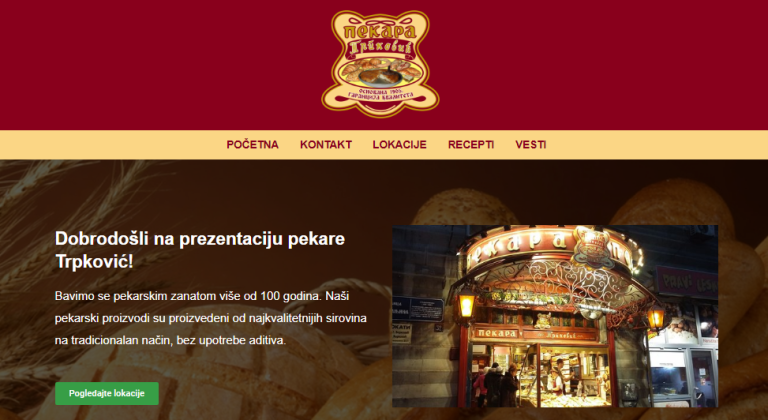 ПЕКАРА
Трпковић
ОСНОВАНА 1905.
ГАРАНЦИЈА КВАЛИТЕТА
POČETNA KONTAKT LOKACIJE RECEPTI VESTI
Dobrodošli na prezentaciju pekare
Trpković!
Bavimo se pekarskim zanatom više od 100 godina. Naši
pekarski proizvodi su proizvedeni od najkvalitetnijih sirovina
na tradicionalan način, bez upotrebe aditiva.
Pogledajte lokacije
ПЕКАРА
ПЕКАРА Трпковић